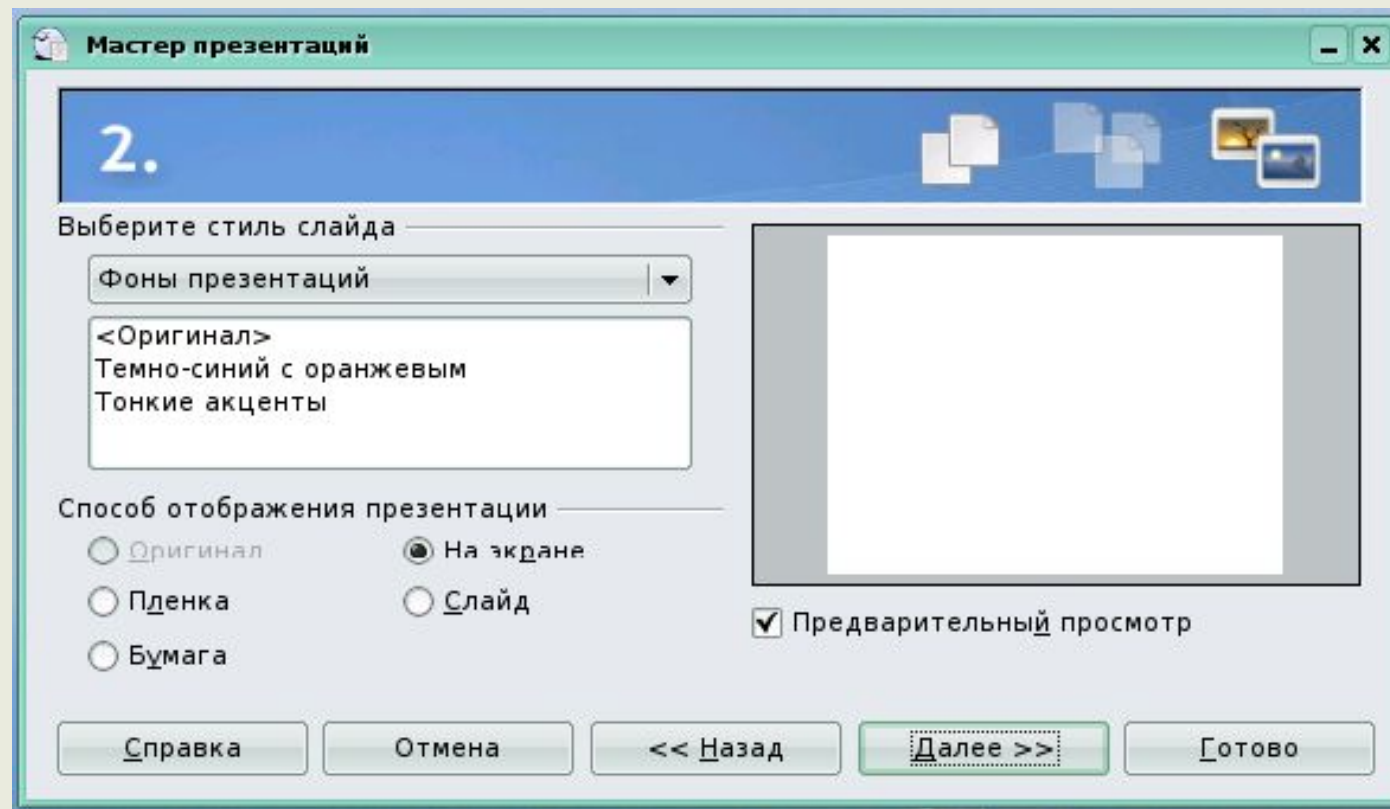 Мастер презентаций
2.
Выберите стиль слайда
Фоны презентаций
<Оригинал>
Темно-синий с оранжевым
Тонкие акценты
Способ отображения презентации
Оригинал
На экране
Пленка
Слайд
Бумага
Предварительный просмотр
Справка
Отмена
<< Назад
Далее >>
Готово